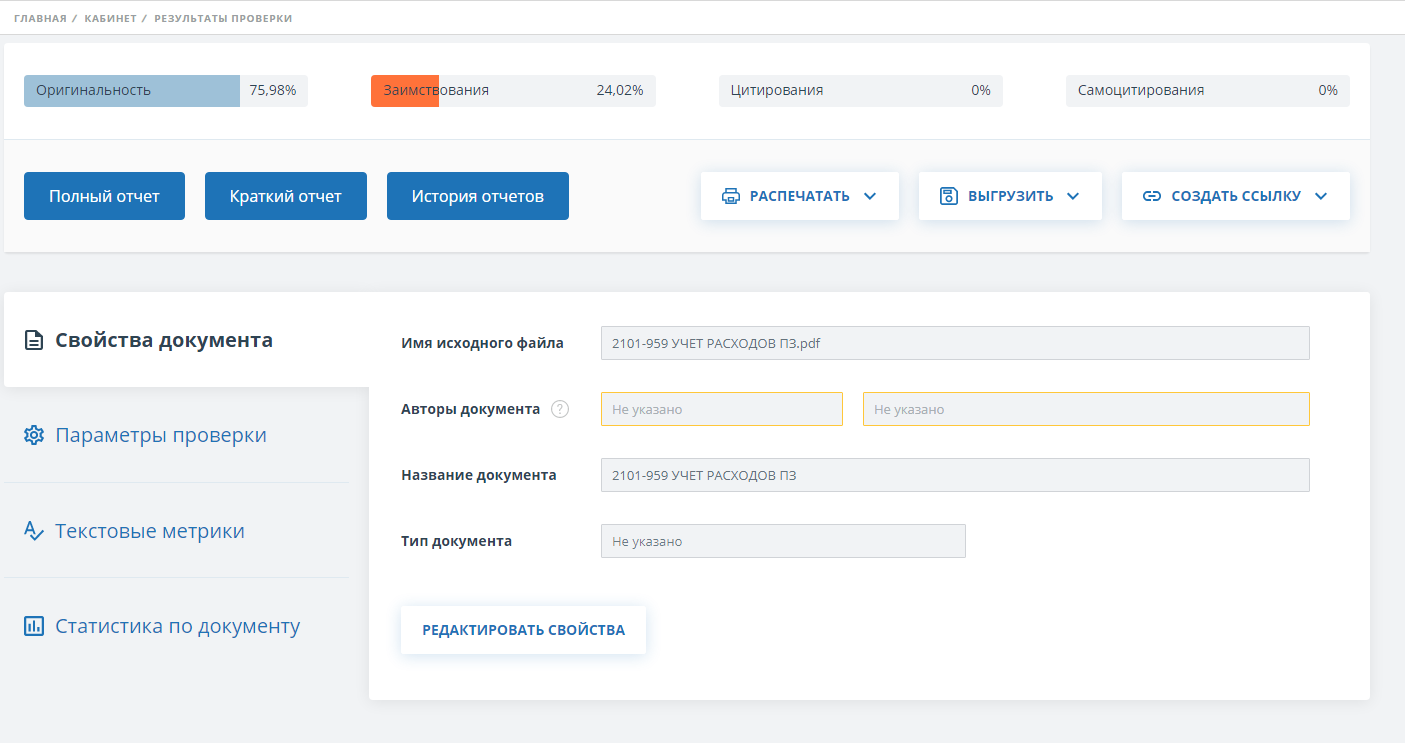 ГЛАВНАЯ / КАБИНЕТ / РЕЗУЛЬТАТЫ ПРОВЕРКИ
Оригинальность 75,98% Заимствования 24,02% Цитирования 0% Самоцитирования 0%
Полный отчет Краткий отчет История отчетов РАСПЕЧАТАТЬ ВЫГРУЗИТЬ СОЗДАТЬ ССЫЛКУ
Свойства документа
Параметры проверки
Текстовые метрики
Статистика по документу
Имя исходного файла 2101-959 УЧЕТ РАСХОДОВ ПЗ.pdf
Авторы документа ? Не указано Не указано
Название документа 2101-959 УЧЕТ РАСХОДОВ ПЗ
Тип документа Не указано
РЕДАКТИРОВАТЬ СВОЙСТВА